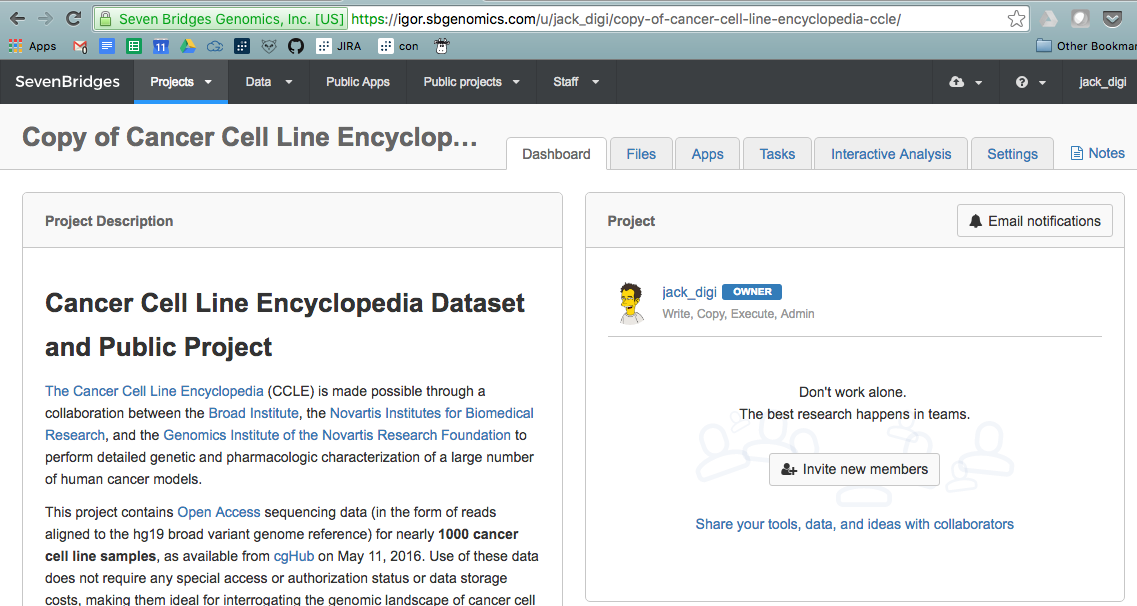 Seven Bridges Genomics, Inc. [US] https://igor.sbgenomics.com/u/jack_digi/copy-of-cancer-cell-line-encyclopedia-ccle/
Apps 11 JIRA con Other Bookmar
SevenBridges Projects Data Public Apps Public projects Staff ? jack_digi
Copy of Cancer Cell Line Encyclop...
Dashboard Files Apps Tasks Interactive Analysis Settings Notes
Project Description
Cancer Cell Line Encyclopedia Dataset
and Public Project
The Cancer Cell Line Encyclopedia (CCLE) is made possible through a
collaboration between the Broad Institute, the Novartis Institutes for Biomedical
Research, and the Genomics Institute of the Novartis Research Foundation to
perform detailed genetic and pharmacologic characterization of a large number
of human cancer models.
This project contains Open Access sequencing data (in the form of reads
aligned to the hg19 broad variant genome reference) for nearly 1000 cancer
cell line samples, as available from cgHub on May 11, 2016. Use of these data
does not require any special access or authorization status or data storage
costs, making them ideal for interrogating the genomic landscape of cancer cell
Project Email notifications
jack_digi OWNER
Write, Copy, Execute, Admin
Don't work alone.
The best research happens in teams.
Invite new members
Share your tools, data, and ideas with collaborators